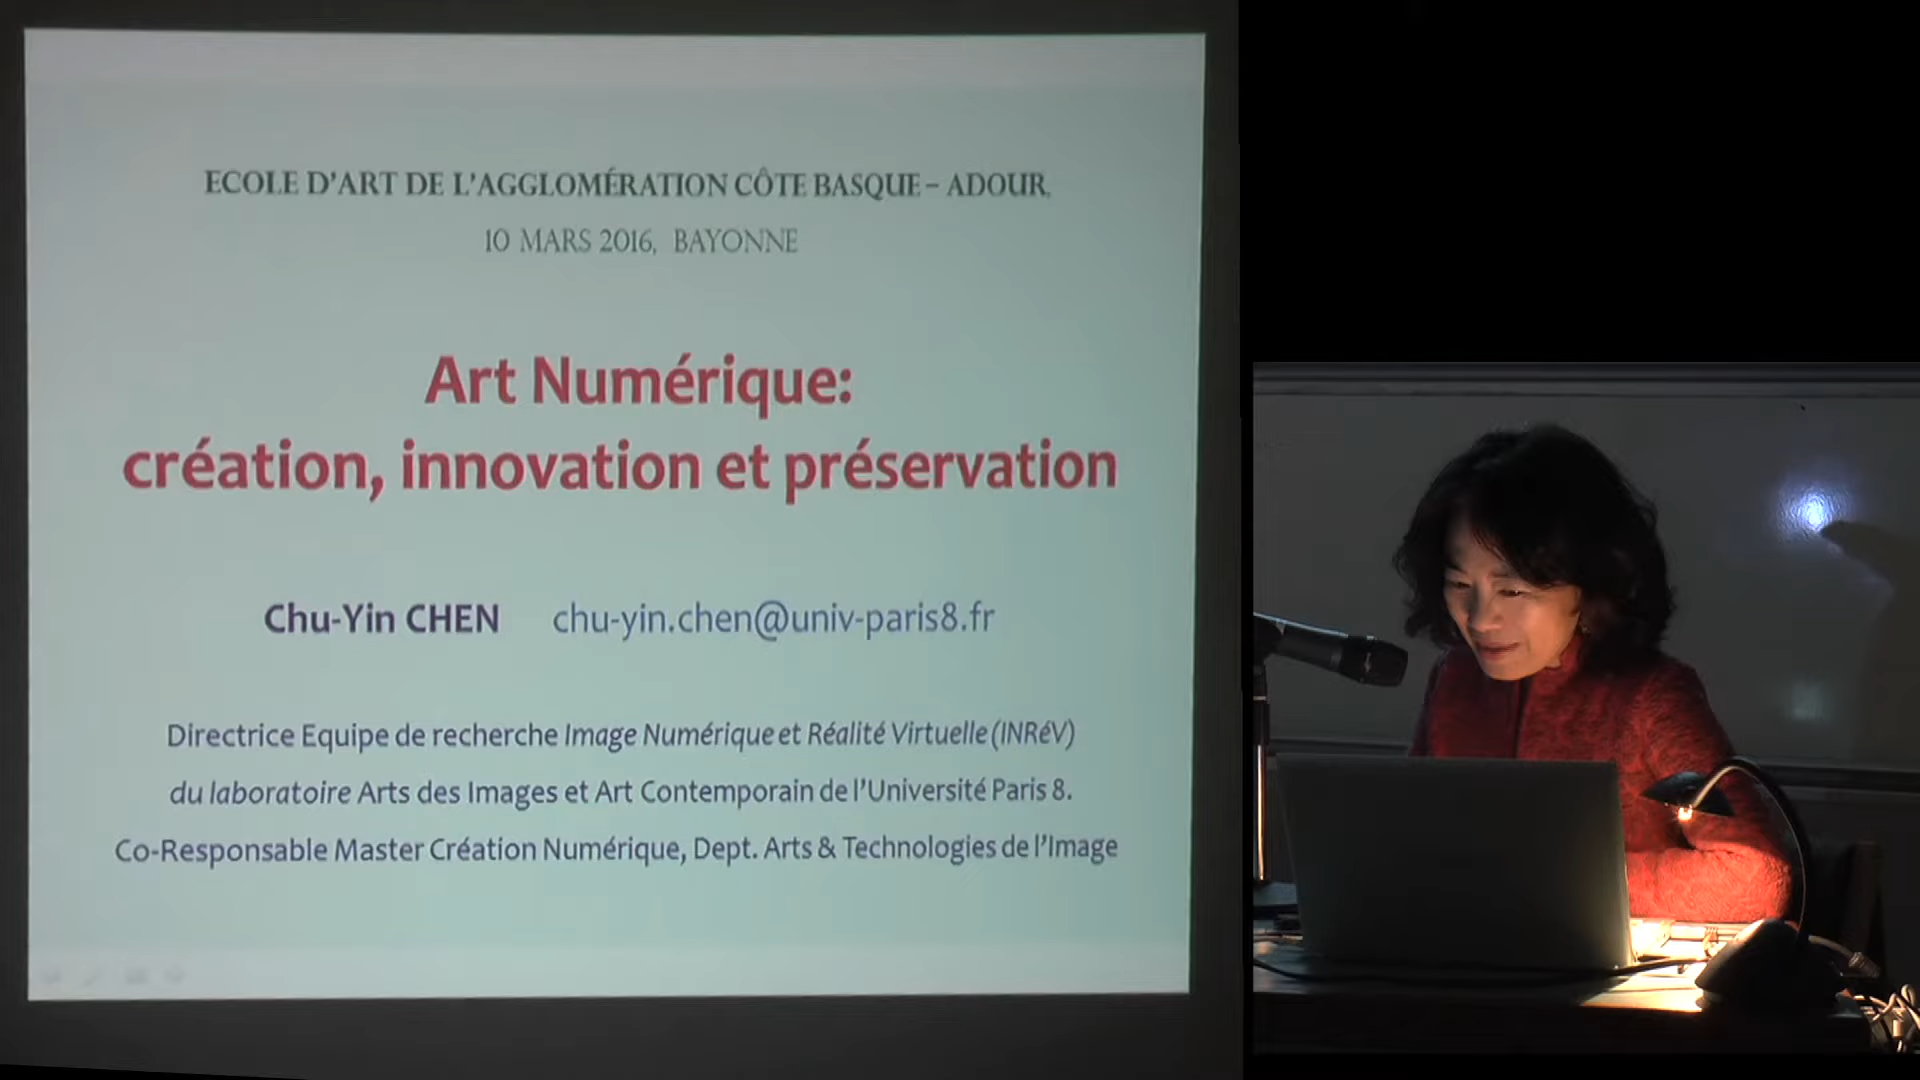 ECOLE D'ART DE L'AGGLOMÉRATION CÔTE BASQUE – ADOUR,
10 MARS 2016, BAYONNE
Art Numérique:
création, innovation et préservation
Chu-Yin CHEN chu-yin.chen@univ-paris8.fr
Directrice Equipe de recherche Image Numérique et Réalité Virtuelle (INRéV)
du laboratoire Arts des Images et Art Contemporain de l'Université Paris 8.
Co-Responsable Master Création Numérique, Dept. Arts & Technologies de l'Image